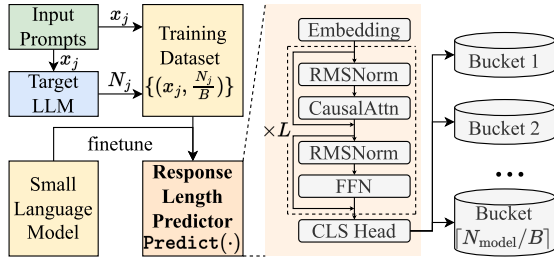 Input
Prompts
x_j
Training
Dataset
{(x_j, N_j/B)}
x_j
Target
LLM
N_j
finetune
Small
Language
Model
Response
Length
Predictor
Predict(·)
Embedding
RMSNorm
CausalAttn
×L
RMSNorm
FFN
CLS Head
Bucket 1
Bucket 2
...
Bucket
⌈N_model/B⌉